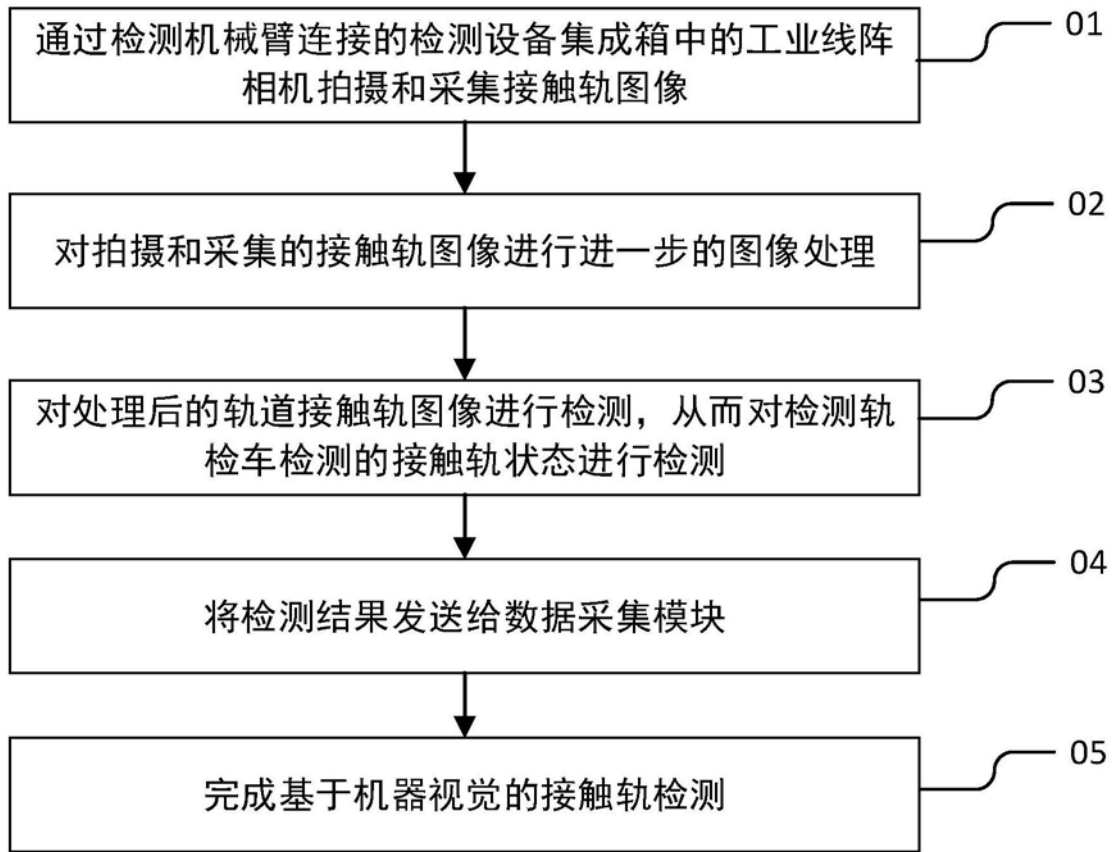 通过检测机械臂连接的检测设备集成箱中的工业线阵
相机拍摄和采集接触轨图像
01
对拍摄和采集的接触轨图像进行进一步的图像处理
02
对处理后的轨道接触轨图像进行检测，从而对检测轨
检车检测的接触轨状态进行检测
03
将检测结果发送给数据采集模块
04
完成基于机器视觉的接触轨检测
05